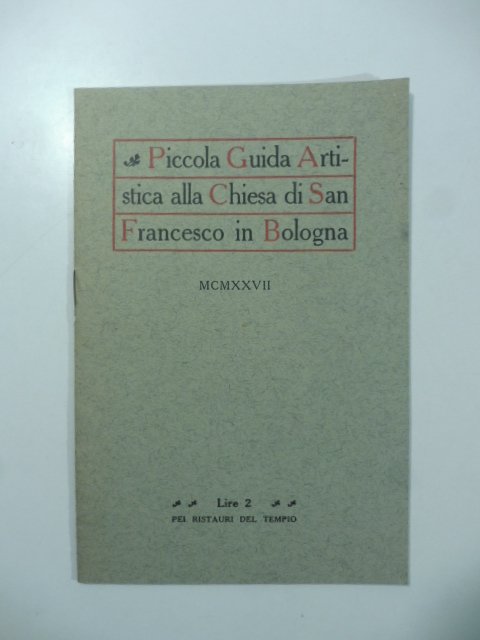 Piccola Guida Arti-
stica alla Chiesa di San
Francesco in Bologna
MCMXXVII
Lire 2
PEI RISTAURI DEL TEMPIO